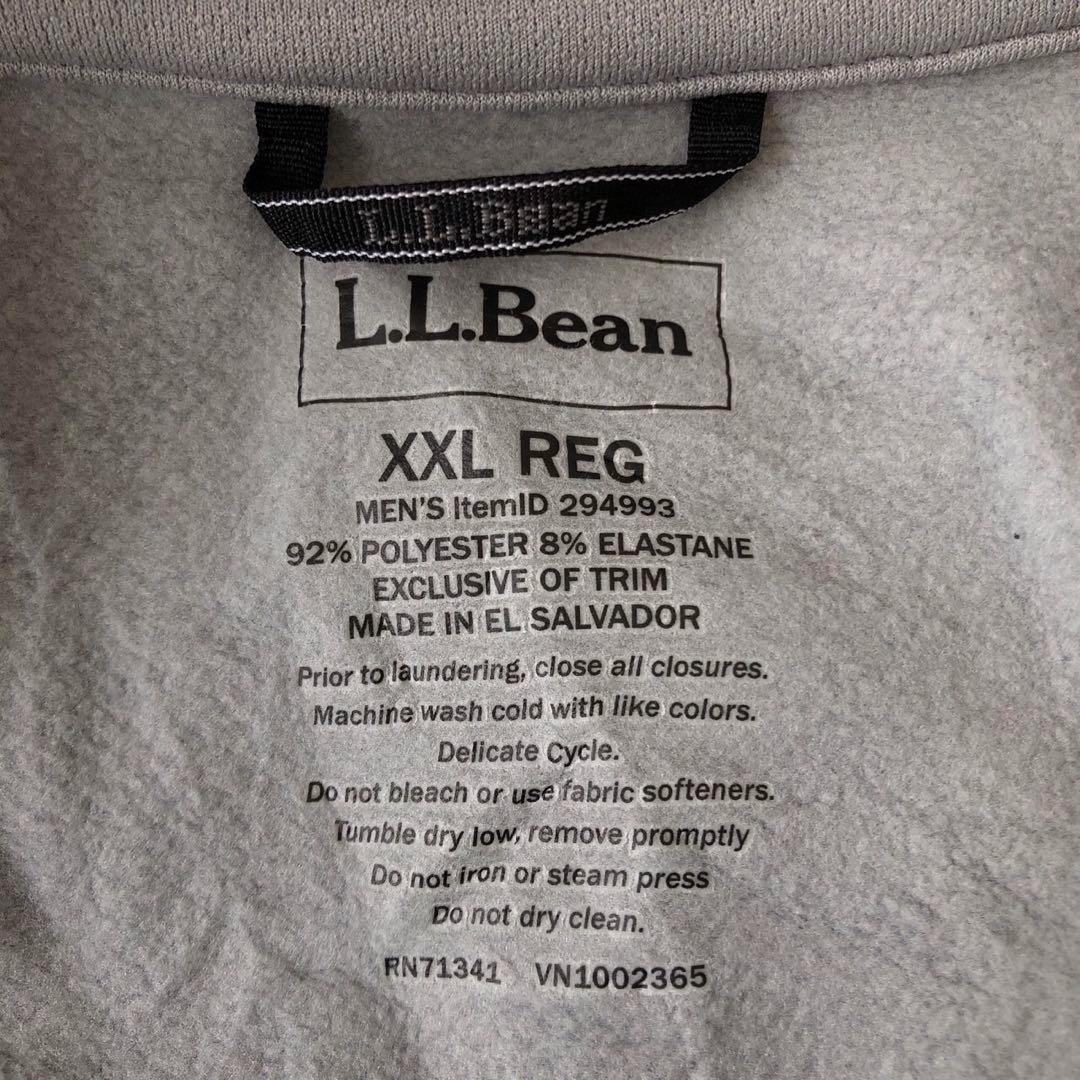 L.L.Bean
L.L.Bean
XXL REG
MEN'S ItemID 294993
92% POLYESTER 8% ELASTANE
EXCLUSIVE OF TRIM
MADE IN EL SALVADOR
Prior to laundering, close all closures.
Machine wash cold with like colors.
Delicate Cycle.
Do not bleach or use fabric softeners.
Tumble dry low, remove promptly
Do not iron or steam press
Do not dry clean.
RN71341 VN1002365